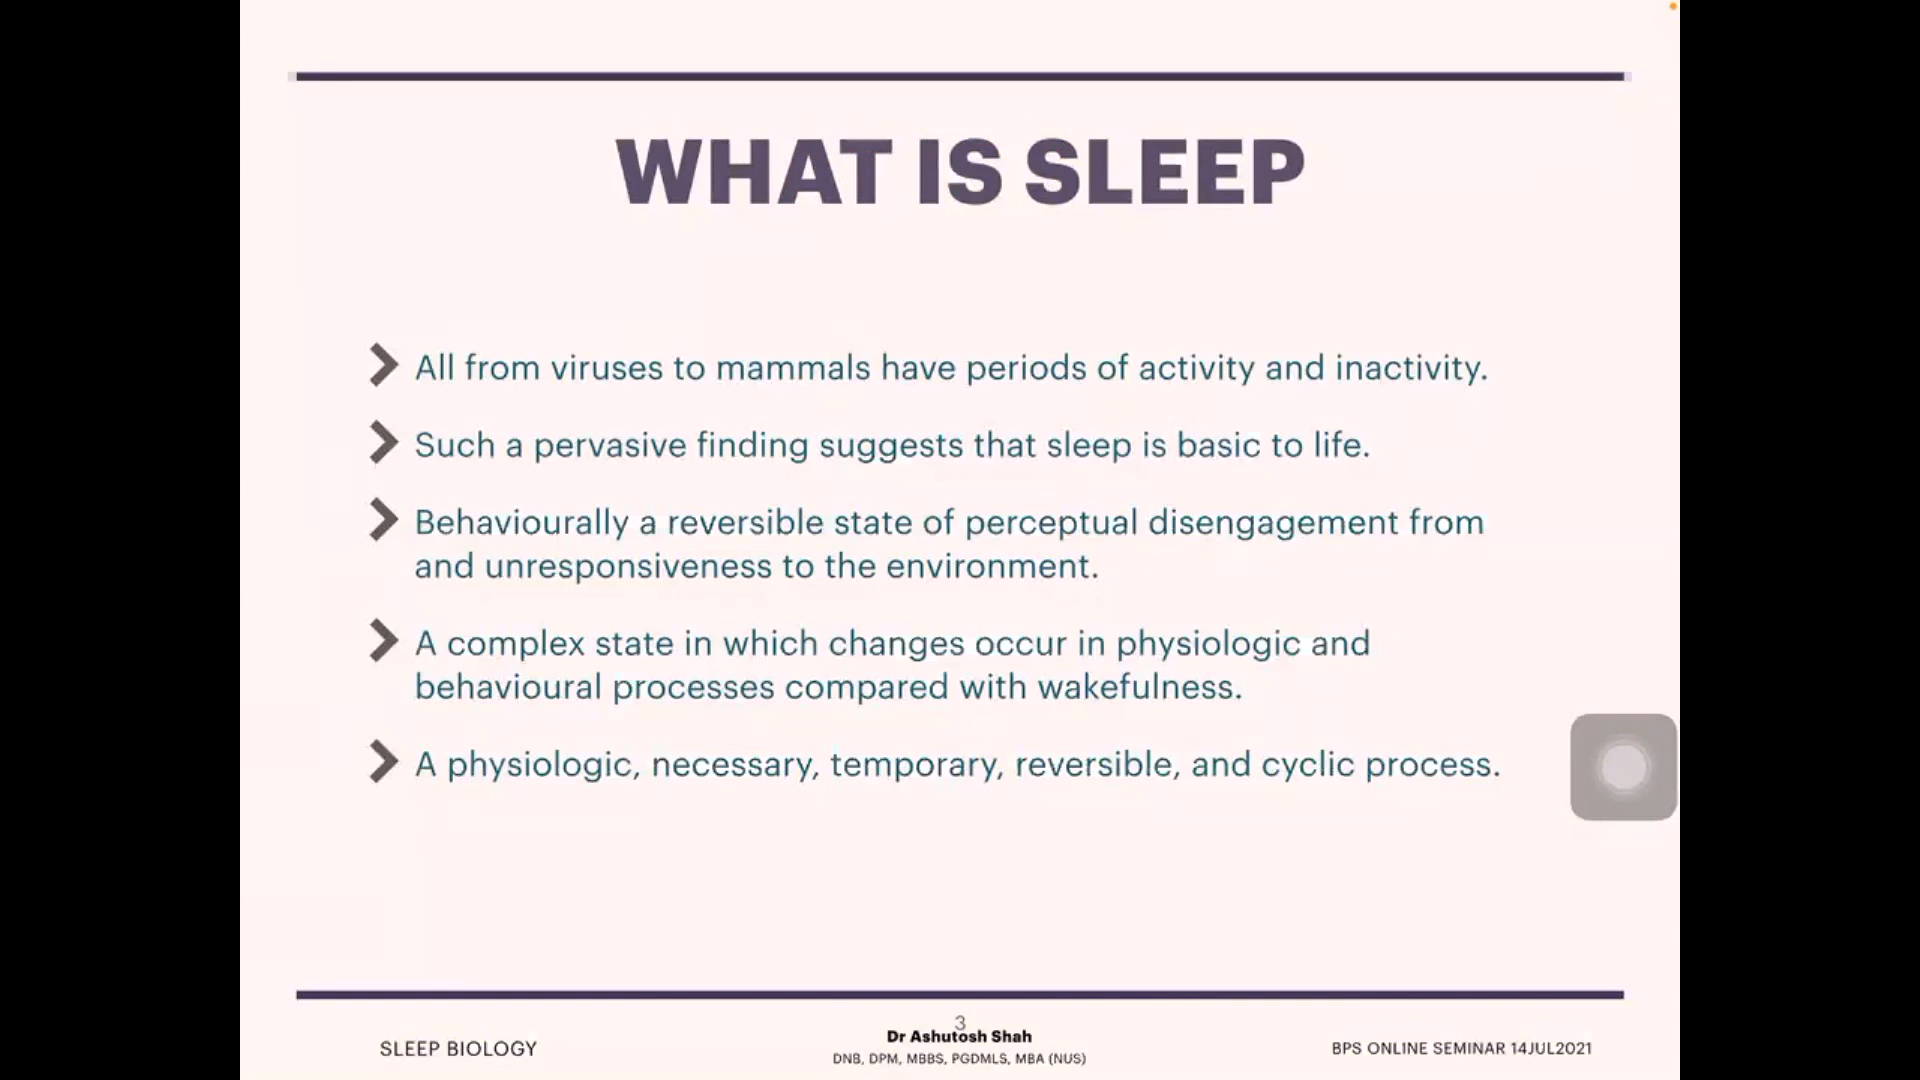 WHAT IS SLEEP
All from viruses to mammals have periods of activity and inactivity.
Such a pervasive finding suggests that sleep is basic to life.
Behaviourally a reversible state of perceptual disengagement from
and unresponsiveness to the environment.
A complex state in which changes occur in physiologic and
behavioural processes compared with wakefulness.
A physiologic, necessary, temporary, reversible, and cyclic process.
3
SLEEP BIOLOGY
Dr Ashutosh Shah
DNB, DPM, MBBS, PGDMLS, MBA (NUS)
BPS ONLINE SEMINAR 14JUL2021